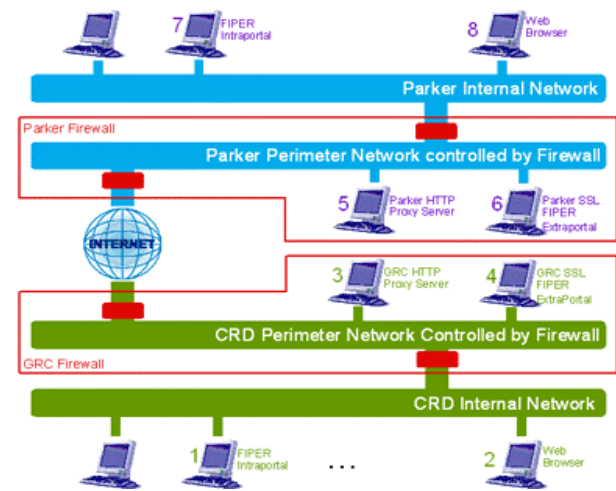 7 FIPER
Intraportal
8 Web
Browser
Parker Internal Network
Parker Firewall
Parker Perimeter Network controlled by Firewall
5 Parker HTTP
Proxy Server
6 Parker SSL
FIPER
Extraportal
INTERNET
3 GRC HTTP
Proxy Server
4 GRC SSL
FIPER
ExtraPortal
CRD Perimeter Network Controlled by Firewall
GRC Firewall
CRD Internal Network
1 FIPER
Intraportal
...
2 Web
Browser